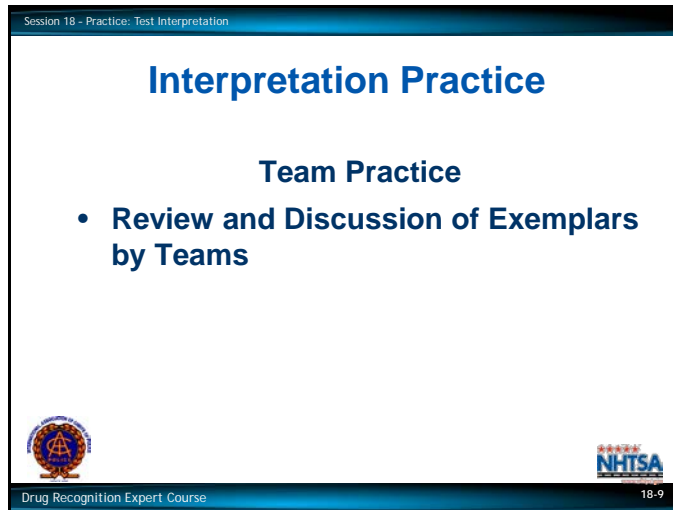 Session 18 - Practice: Test Interpretation
Interpretation Practice
Team Practice
• Review and Discussion of Exemplars
by Teams
NHTSA
Drug Recognition Expert Course
18-9